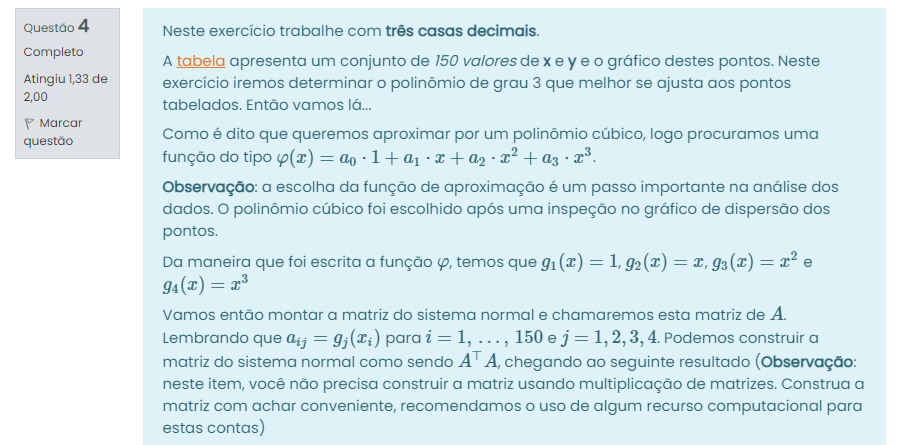 Questão 4
Completo
Atingiu 1,33 de
2,00
Marcar
questão
Neste exercício trabalhe com três casas decimais.
A tabela apresenta um conjunto de 150 valores de x e y e o gráfico destes pontos. Neste
exercício iremos determinar o polinômio de grau 3 que melhor se ajusta aos pontos
tabelados. Então vamos lá...
Como é dito que queremos aproximar por um polinômio cúbico, logo procuramos uma
função do tipo φ(x) = a₀ · 1 + a₁ · x + a₂ · x² + a₃ · x³.
Observação: a escolha da função de aproximação é um passo importante na análise dos
dados. O polinômio cúbico foi escolhido após uma inspeção no gráfico de dispersão dos
pontos.
Da maneira que foi escrita a função φ, temos que g₁(x) = 1, g₂(x) = x, g₃(x) = x² e
g₄(x) = x³
Vamos então montar a matriz do sistema normal e chamaremos esta matriz de A.
Lembrando que aᵢⱼ = gⱼ(xᵢ) para i = 1, ..., 150 e j = 1, 2, 3, 4. Podemos construir a
matriz do sistema normal como sendo A⊤A, chegando ao seguinte resultado (Observação:
neste item, você não precisa construir a matriz usando multiplicação de matrizes. Construa a
matriz com achar conveniente, recomendamos o uso de algum recurso computacional para
estas contas)